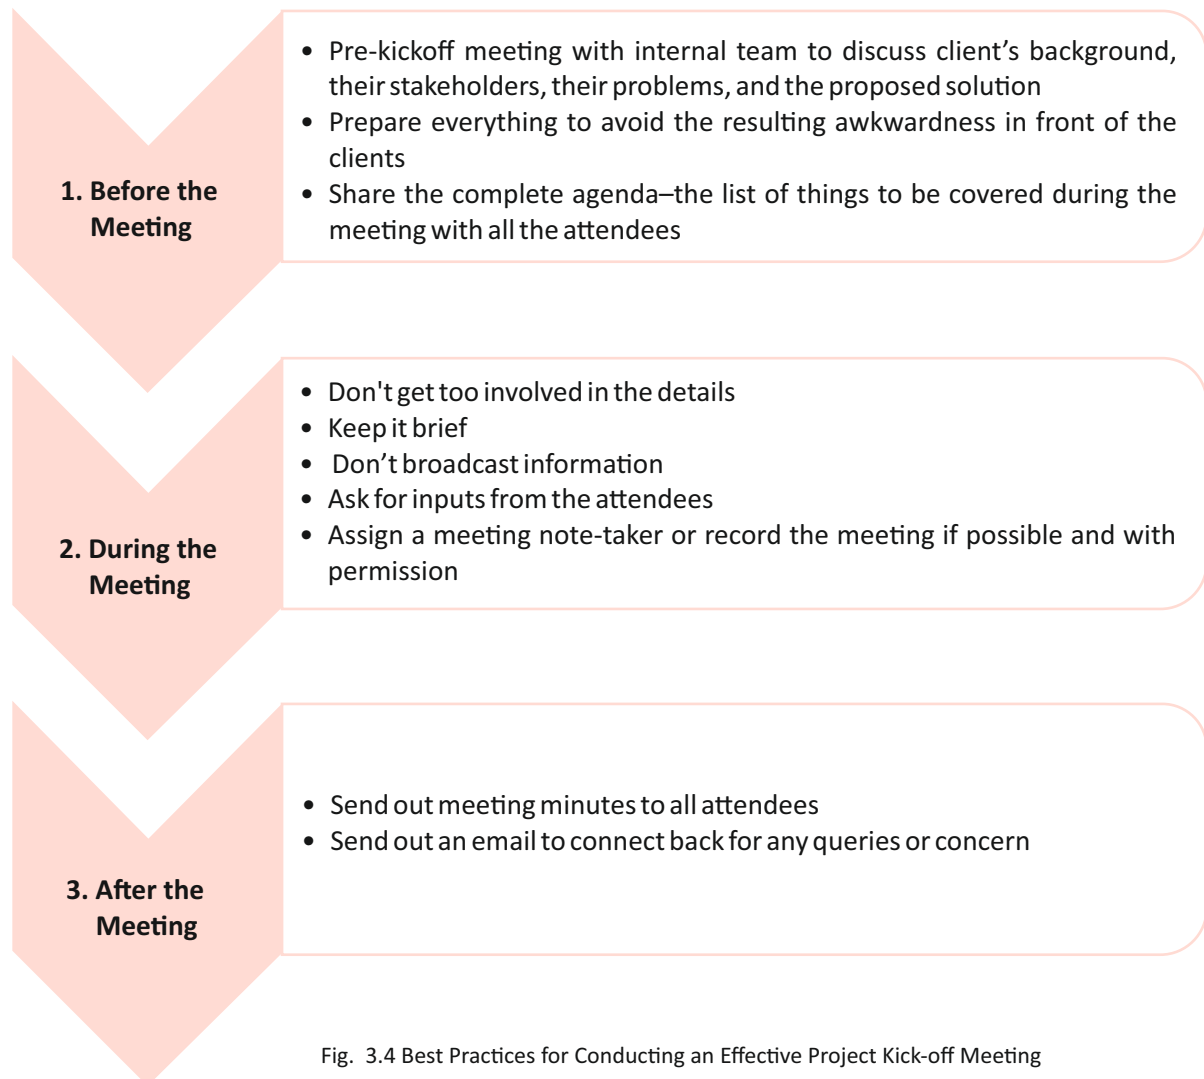 1. Before the
Meeting
• Pre-kickoff meeting with internal team to discuss client’s background,
their stakeholders, their problems, and the proposed solution
• Prepare everything to avoid the resulting awkwardness in front of the
clients
• Share the complete agenda–the list of things to be covered during the
meeting with all the attendees
2. During the
Meeting
• Don't get too involved in the details
• Keep it brief
• Don’t broadcast information
• Ask for inputs from the attendees
• Assign a meeting note-taker or record the meeting if possible and with
permission
3. After the
Meeting
• Send out meeting minutes to all attendees
• Send out an email to connect back for any queries or concern
Fig. 3.4 Best Practices for Conducting an Effective Project Kick-off Meeting